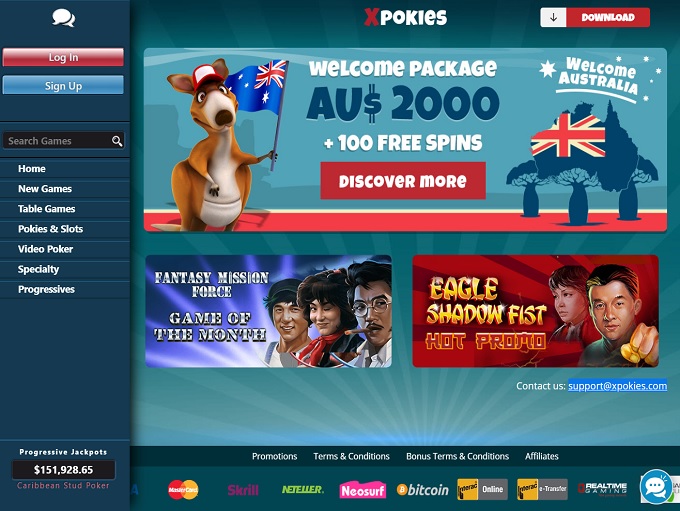 Log In
Sign Up
Search Games
Home
New Games
Table Games
Pokies & Slots
Video Poker
Specialty
Progressives
Progressive Jackpots
$151,928.65
Caribbean Stud Poker
XPOKIES
DOWNLOAD
WELCOME PACKAGE
AU$ 2000
+ 100 FREE SPINS
DISCOVER MORE
Welcome
AUSTRALIA
FANTASY MISSION
FORCE
GAME OF
THE MONTH
EAGLE
SHADOW FIST
HOT PROMO
Contact us: support@xpokies.com
Promotions
Terms & Conditions
Bonus Terms & Conditions
Affiliates
MasterCard
Skrill
NETELLER
Neosurf
bitcoin
Interac Online
Interac e-Transfer
REALTIME
GAMING